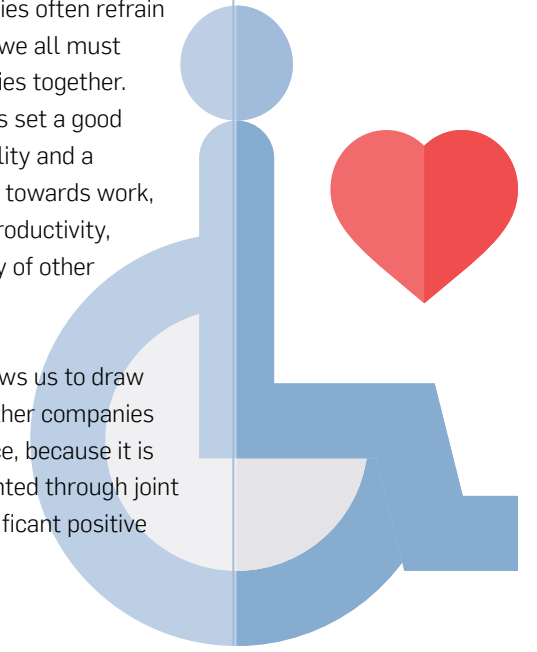 ies often refrain
we all must
ies together.
s set a good
lity and a
towards work,
roductivity,
y of other
ws us to draw
ther companies
e, because it is
nted through joint
ficant positive